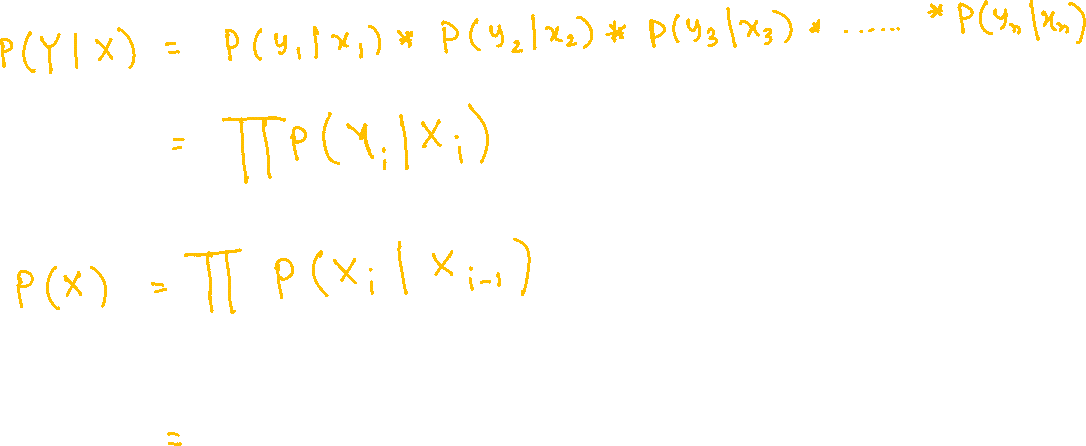 P(Y|X) = P(y₁|x₁) * P(y₂|x₂) * P(y₃|x₃) * ...... * P(yₙ|xₙ)
= ∏P(Yᵢ|Xᵢ)
P(X) = ∏ P(Xᵢ|Xᵢ₋₁)
=